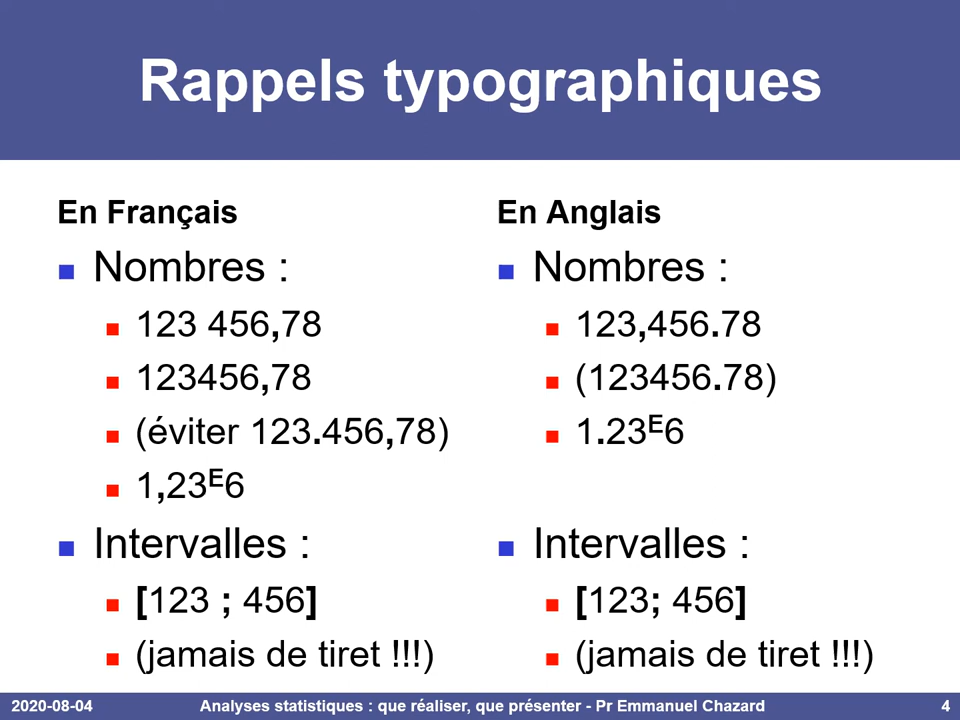 Rappels typographiques
En Français
Nombres :
123 456,78
123456,78
(éviter 123.456,78)
1,23ᴱ6
Intervalles :
[123 ; 456]
(jamais de tiret !!!)
En Anglais
Nombres :
123,456.78
(123456.78)
1.23ᴱ6
Intervalles :
[123; 456]
(jamais de tiret !!!)
2020-08-04 Analyses statistiques : que réaliser, que présenter - Pr Emmanuel Chazard 4